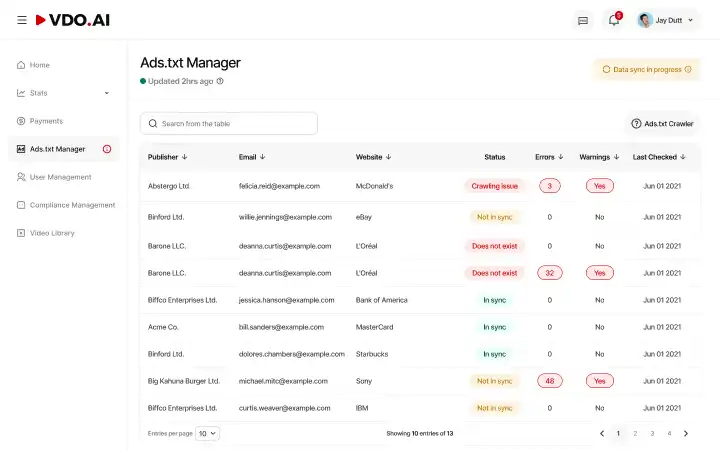 VDO.AI
5
Jay Dutt
Home
Stats
Payments
Ads.txt Manager
User Management
Compliance Management
Video Library
Ads.txt Manager
Updated 2hrs ago
Data sync in progress
Search from the table
Ads.txt Crawler
Publisher Email Website Status Errors Warnings Last Checked
Abstergo Ltd. felicia.reid@example.com McDonald's Crawling issue 3 Yes Jun 01 2021
Binford Ltd. willie.jennings@example.com eBay Not in sync 0 No Jun 01 2021
Barone LLC. deanna.curtis@example.com L'Oréal Does not exist 0 No Jun 01 2021
Barone LLC. deanna.curtis@example.com L'Oréal Does not exist 32 Yes Jun 01 2021
Biffco Enterprises Ltd. jessica.hanson@example.com Bank of America In sync 0 No Jun 01 2021
Acme Co. bill.sanders@example.com MasterCard In sync 0 No Jun 01 2021
Binford Ltd. dolores.chambers@example.com Starbucks In sync 0 No Jun 01 2021
Big Kahuna Burger Ltd. michael.mitc@example.com Sony Not in sync 48 Yes Jun 01 2021
Biffco Enterprises Ltd. curtis.weaver@example.com IBM Not in sync 0 No Jun 01 2021
Entries per page 10 Showing 10 entries of 13 1 2 3 4